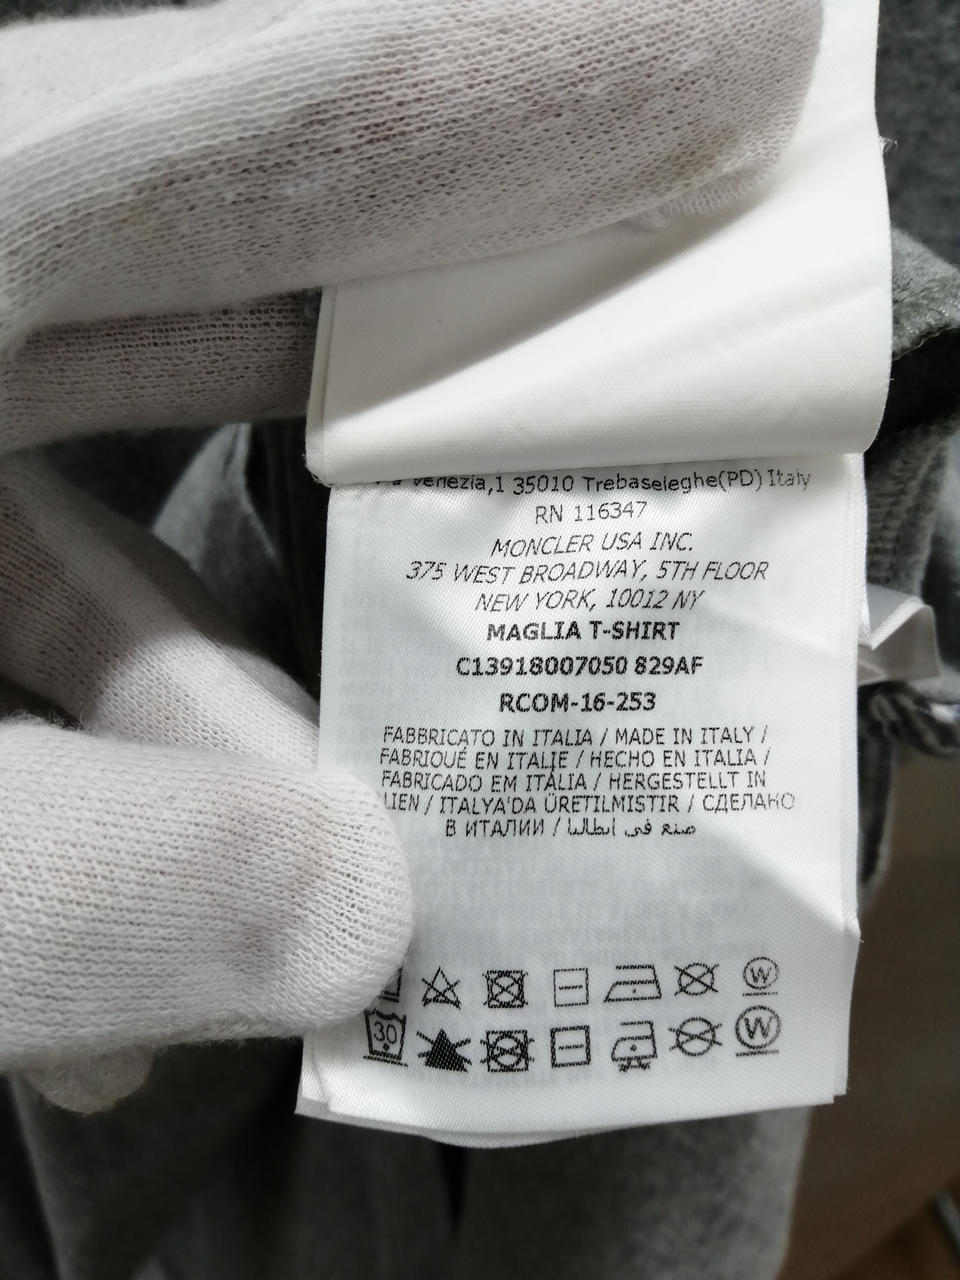 Venezia,1 35010 Trebaseleghe(PD) Italy
RN 116347
MONCLER USA INC.
375 WEST BROADWAY, 5TH FLOOR
NEW YORK, 10012 NY
MAGLIA T-SHIRT
C13918007050 829AF
RCOM-16-253
FABBRICATO IN ITALIA / MADE IN ITALY /
FABRIQUÉ EN ITALIE / HECHO EN ITALIA /
FABRICADO EM ITÁLIA / HERGESTELLT IN
LIEN / ITALYA'DA ÜRETILMISTIR / СДЕЛАНО
В ИТАЛИИ / صنع في ايطاليا
W
30 W